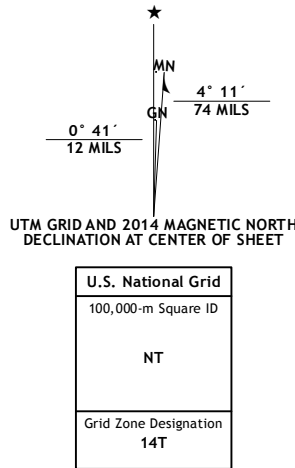 ★
MN
4° 11´
74 MILS
GN
0° 41´
12 MILS
UTM GRID AND 2014 MAGNETIC NORTH
DECLINATION AT CENTER OF SHEET
U.S. National Grid
100,000-m Square ID
NT
Grid Zone Designation
14T